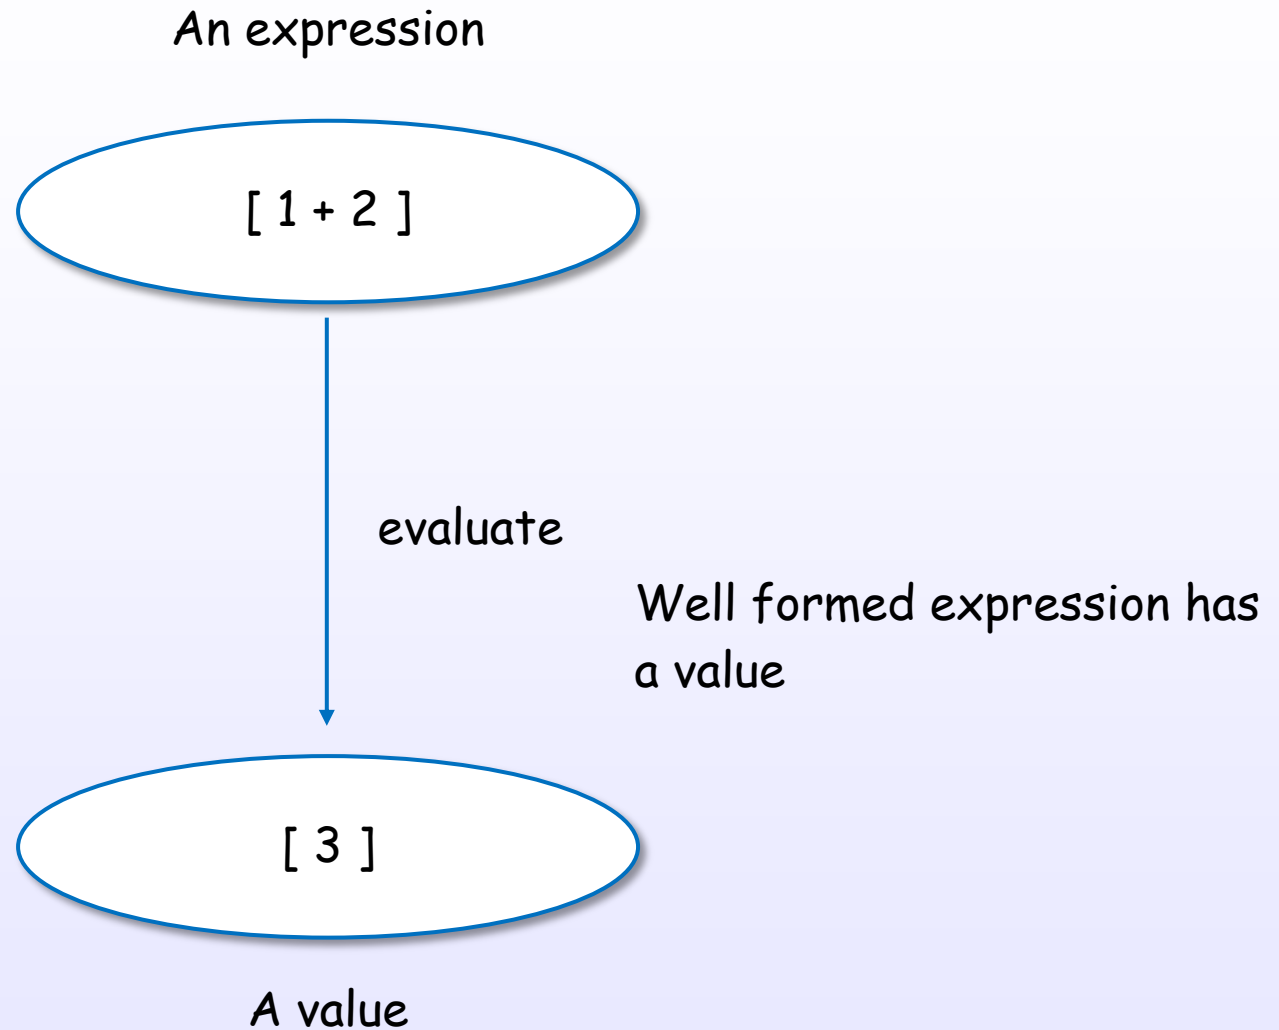 An expression
[ 1 + 2 ]
evaluate
Well formed expression has
a value
[ 3 ]
A value